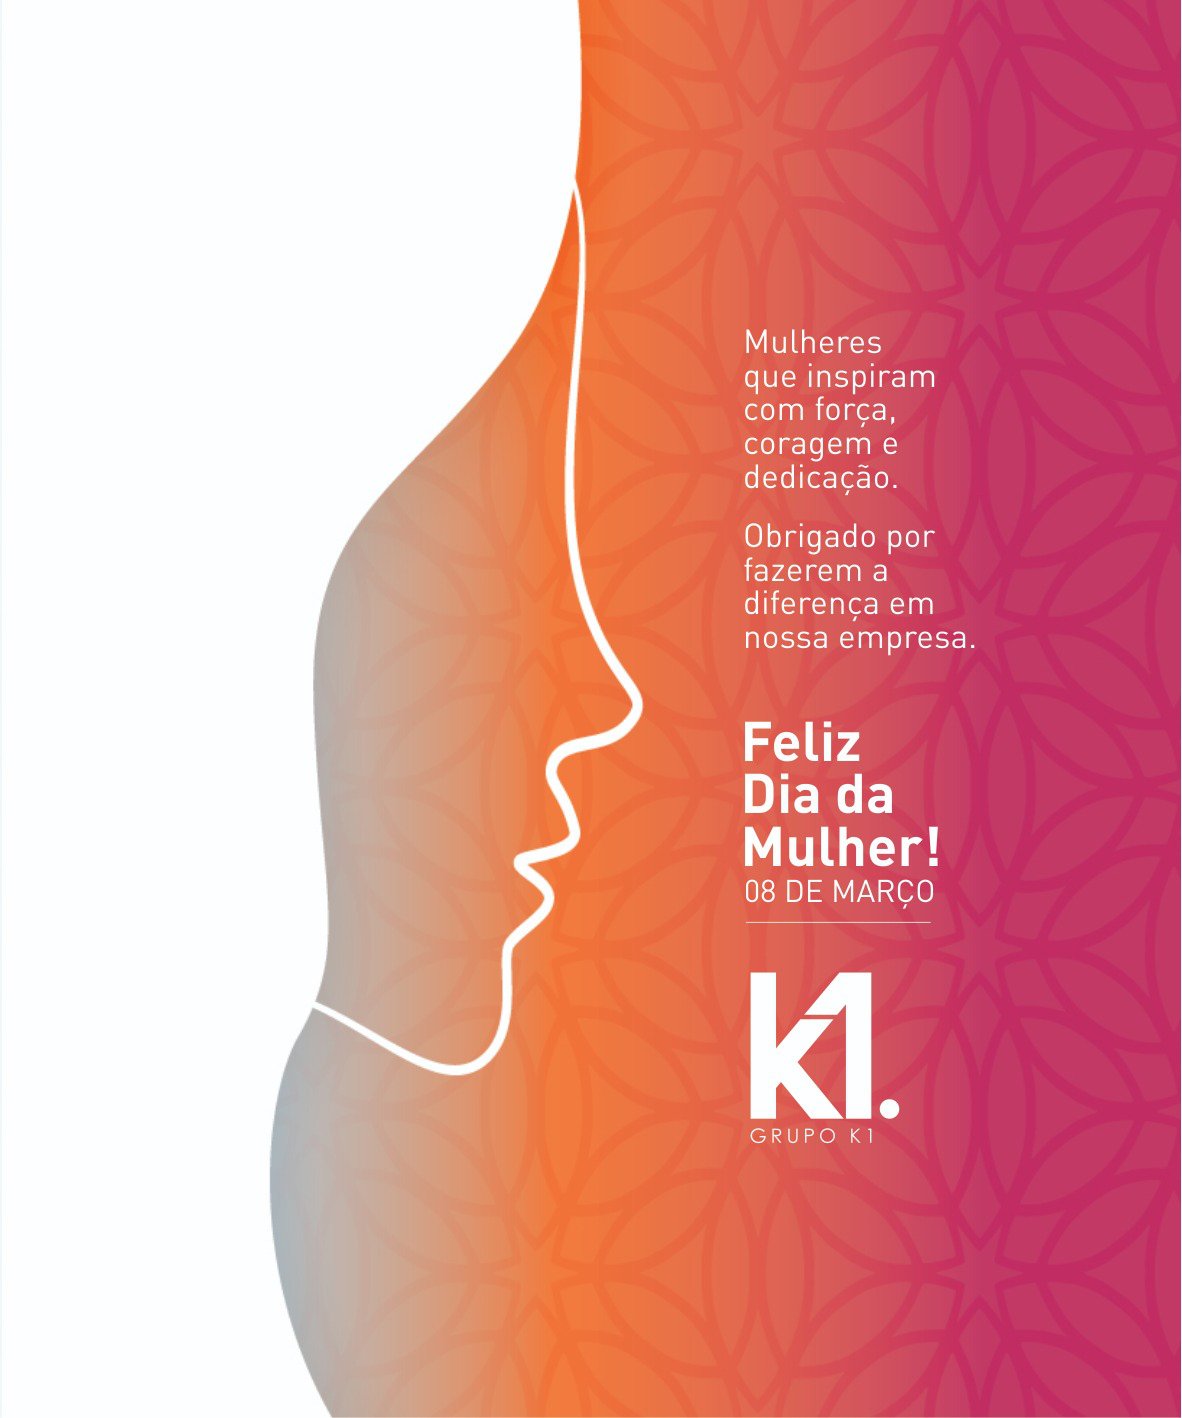 Mulheres
que inspiram
com força,
coragem e
dedicação.
Obrigado por
fazerem a
diferença em
nossa empresa.
Feliz
Dia da
Mulher!
08 DE MARÇO
K1.
GRUPO K1